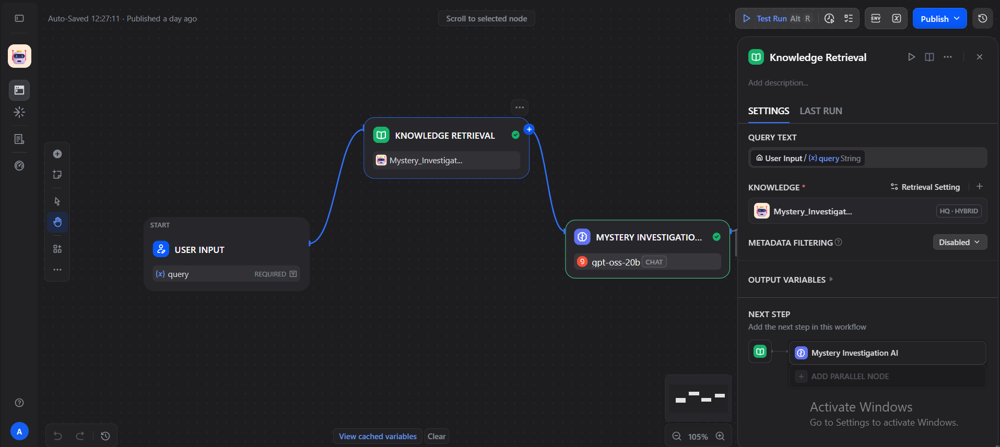 Auto-Saved 12:27:11 · Published a day ago
Scroll to selected node
Test Run Alt R
ENV
Publish
Knowledge Retrieval
Add description...
SETTINGS LAST RUN
QUERY TEXT
User Input / {x} query String
KNOWLEDGE *
Retrieval Setting
Mystery_Investigat...
HQ · HYBRID
METADATA FILTERING
Disabled
OUTPUT VARIABLES
NEXT STEP
Add the next step in this workflow
Mystery Investigation AI
ADD PARALLEL NODE
KNOWLEDGE RETRIEVAL
Mystery_Investigat...
START
USER INPUT
{x} query REQUIRED
MYSTERY INVESTIGATIO...
9 gpt-oss-20b CHAT
View cached variables Clear
105%
A
Activate Windows
Go to Settings to activate Windows.